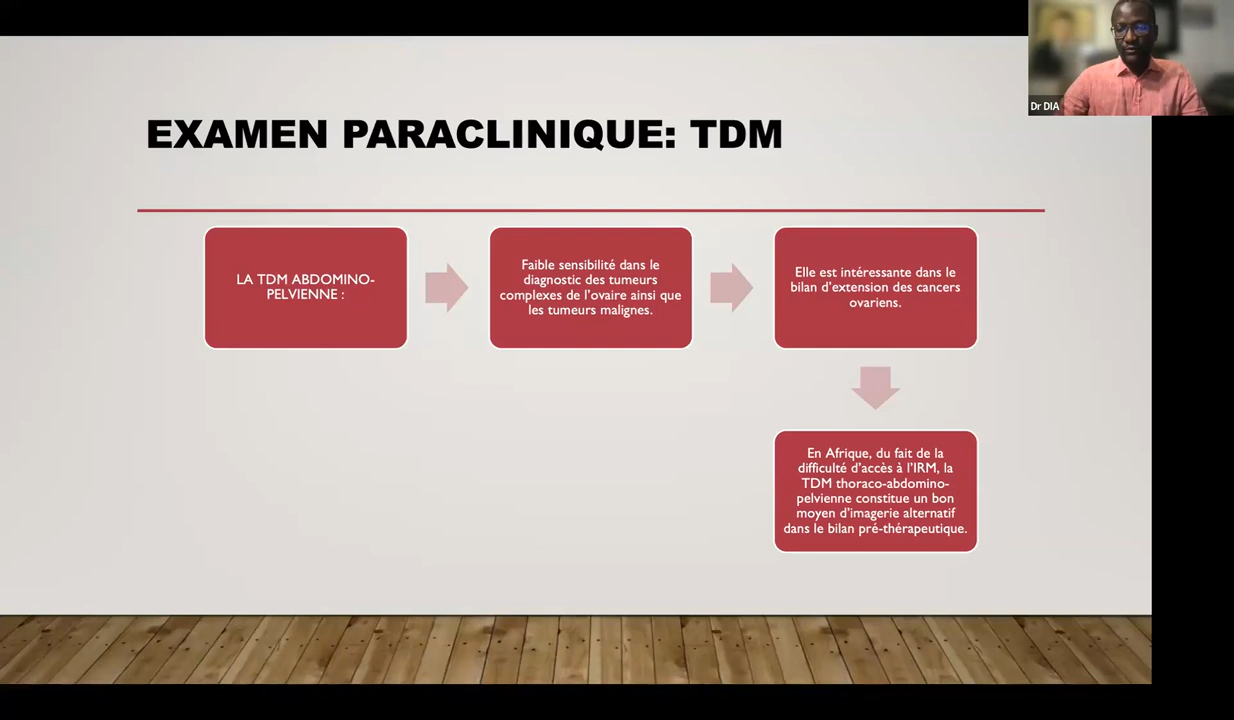 Dr DIA
EXAMEN PARACLINIQUE: TDM
LA TDM ABDOMINO-
PELVIENNE :
Faible sensibilité dans le
diagnostic des tumeurs
complexes de l'ovaire ainsi que
les tumeurs malignes.
Elle est intéressante dans le
bilan d'extension des cancers
ovariens.
En Afrique, du fait de la
difficulté d'accès à l'IRM, la
TDM thoraco-abdomino-
pelvienne constitue un bon
moyen d'imagerie alternatif
dans le bilan pré-thérapeutique.